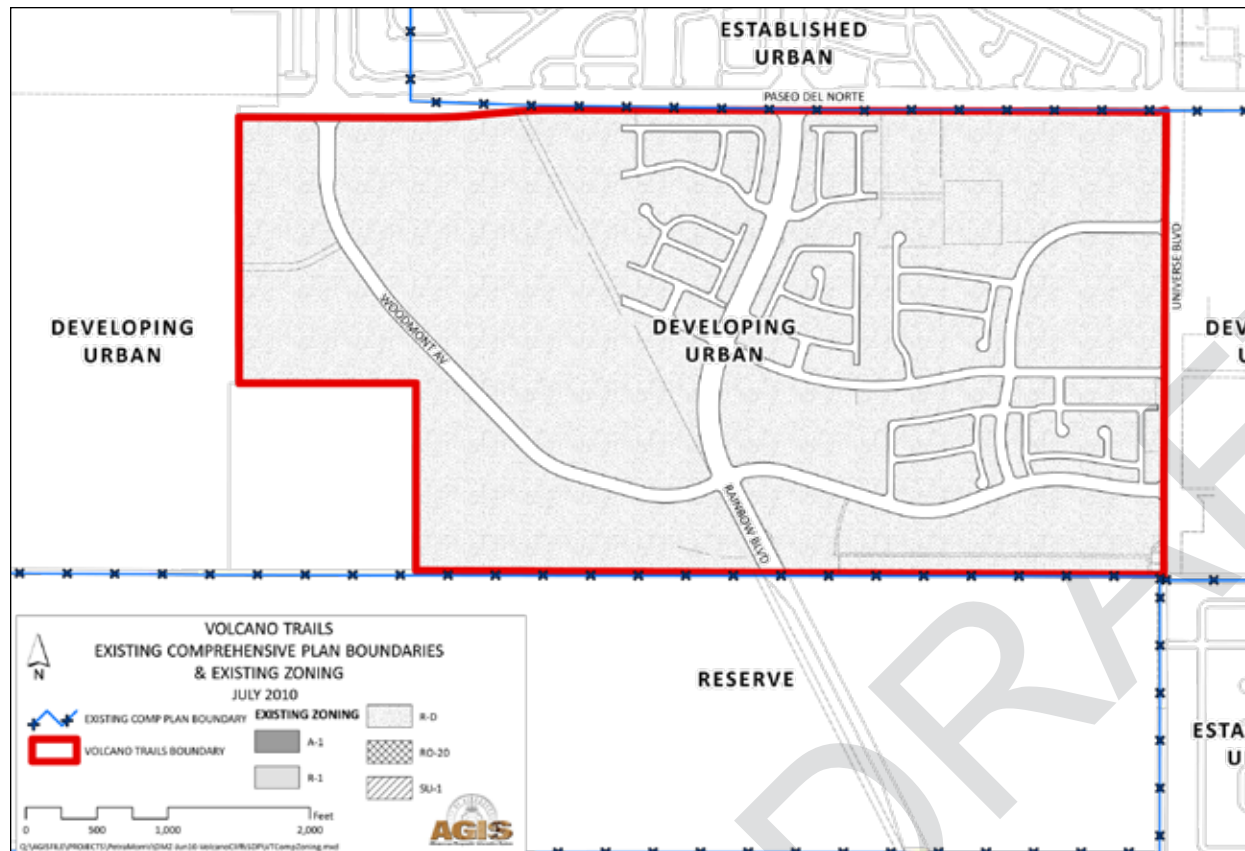 ESTABLISHED
URBAN
PASEO DEL NORTE
UNIVERSE BLVD
WOODMONT AV
DEVELOPING
URBAN
DEVELOPING
URBAN
DEV
U
RAINBOW BLVD
RESERVE
ESTA
U
DRAF
VOLCANO TRAILS
EXISTING COMPREHENSIVE PLAN BOUNDARIES
& EXISTING ZONING
JULY 2010
N
EXISTING COMP PLAN BOUNDARY
VOLCANO TRAILS BOUNDARY
EXISTING ZONING
A-1
R-1
R-D
RO-20
SU-1
Feet
0 500 1,000 2,000
AGIS